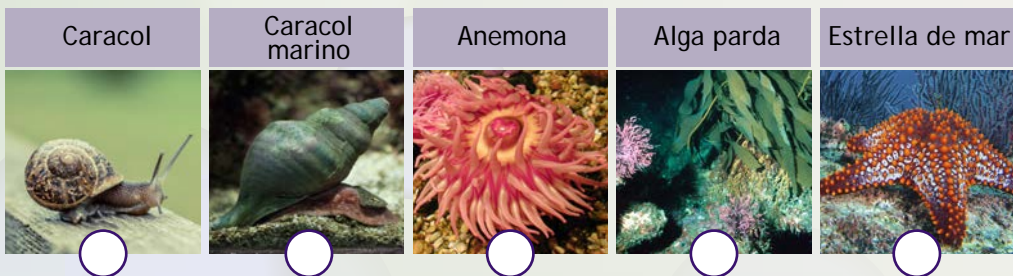 Caracol
Caracol
marino
Anemona
Alga parda
Estrella de mar